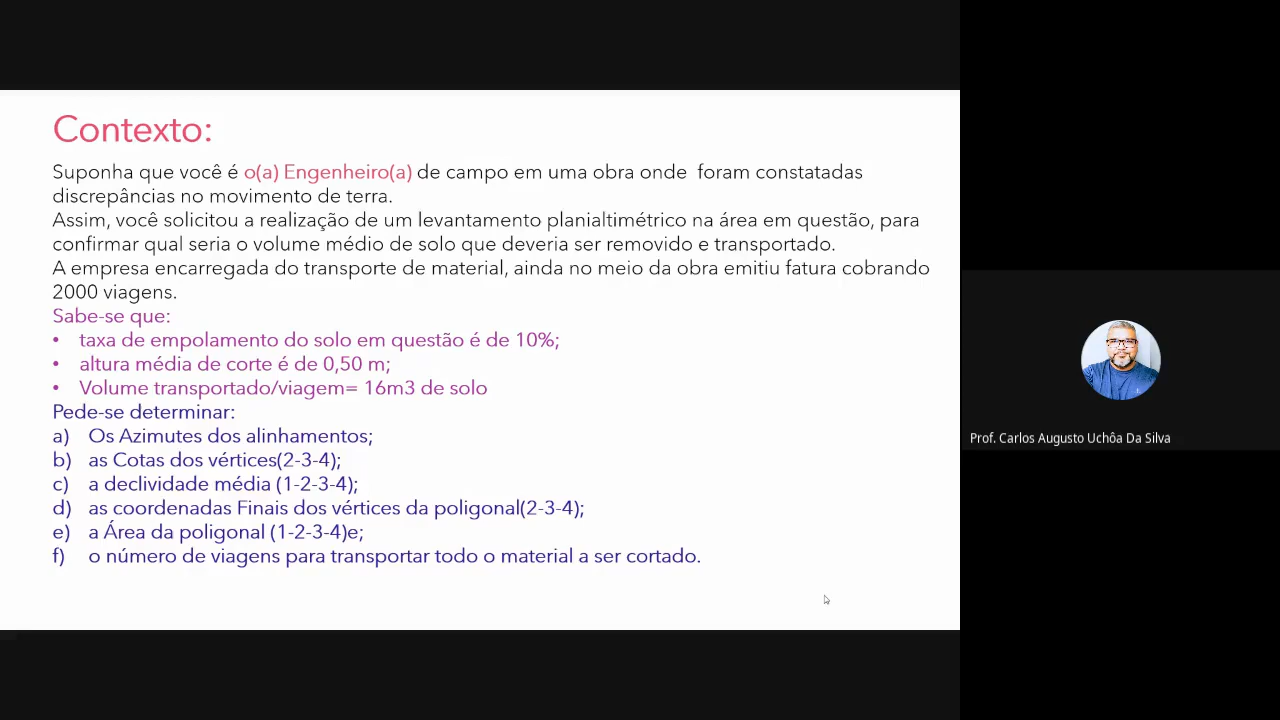 Contexto:
Suponha que você é o(a) Engenheiro(a) de campo em uma obra onde foram constatadas
discrepâncias no movimento de terra.
Assim, você solicitou a realização de um levantamento planialtimétrico na área em questão, para
confirmar qual seria o volume médio de solo que deveria ser removido e transportado.
A empresa encarregada do transporte de material, ainda no meio da obra emitiu fatura cobrando
2000 viagens.
Sabe-se que:
• taxa de empolamento do solo em questão é de 10%;
• altura média de corte é de 0,50 m;
• Volume transportado/viagem= 16m3 de solo
Pede-se determinar:
a) Os Azimutes dos alinhamentos;
b) as Cotas dos vértices(2-3-4);
c) a declividade média (1-2-3-4);
d) as coordenadas Finais dos vértices da poligonal(2-3-4);
e) a Área da poligonal (1-2-3-4)e;
f) o número de viagens para transportar todo o material a ser cortado.
Prof. Carlos Augusto Uchôa Da Silva